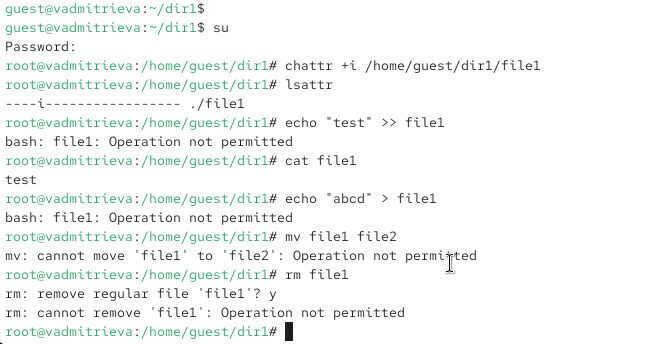 guest@vadmitrieva:~/dir1$
guest@vadmitrieva:~/dir1$ su
Password:
root@vadmitrieva:/home/guest/dir1# chattr +i /home/guest/dir1/file1
root@vadmitrieva:/home/guest/dir1# lsattr
----i----------------- ./file1
root@vadmitrieva:/home/guest/dir1# echo "test" >> file1
bash: file1: Operation not permitted
root@vadmitrieva:/home/guest/dir1# cat file1
test
root@vadmitrieva:/home/guest/dir1# echo "abcd" > file1
bash: file1: Operation not permitted
root@vadmitrieva:/home/guest/dir1# mv file1 file2
mv: cannot move 'file1' to 'file2': Operation not permitted
root@vadmitrieva:/home/guest/dir1# rm file1
rm: remove regular file 'file1'? y
rm: cannot remove 'file1': Operation not permitted
root@vadmitrieva:/home/guest/dir1#